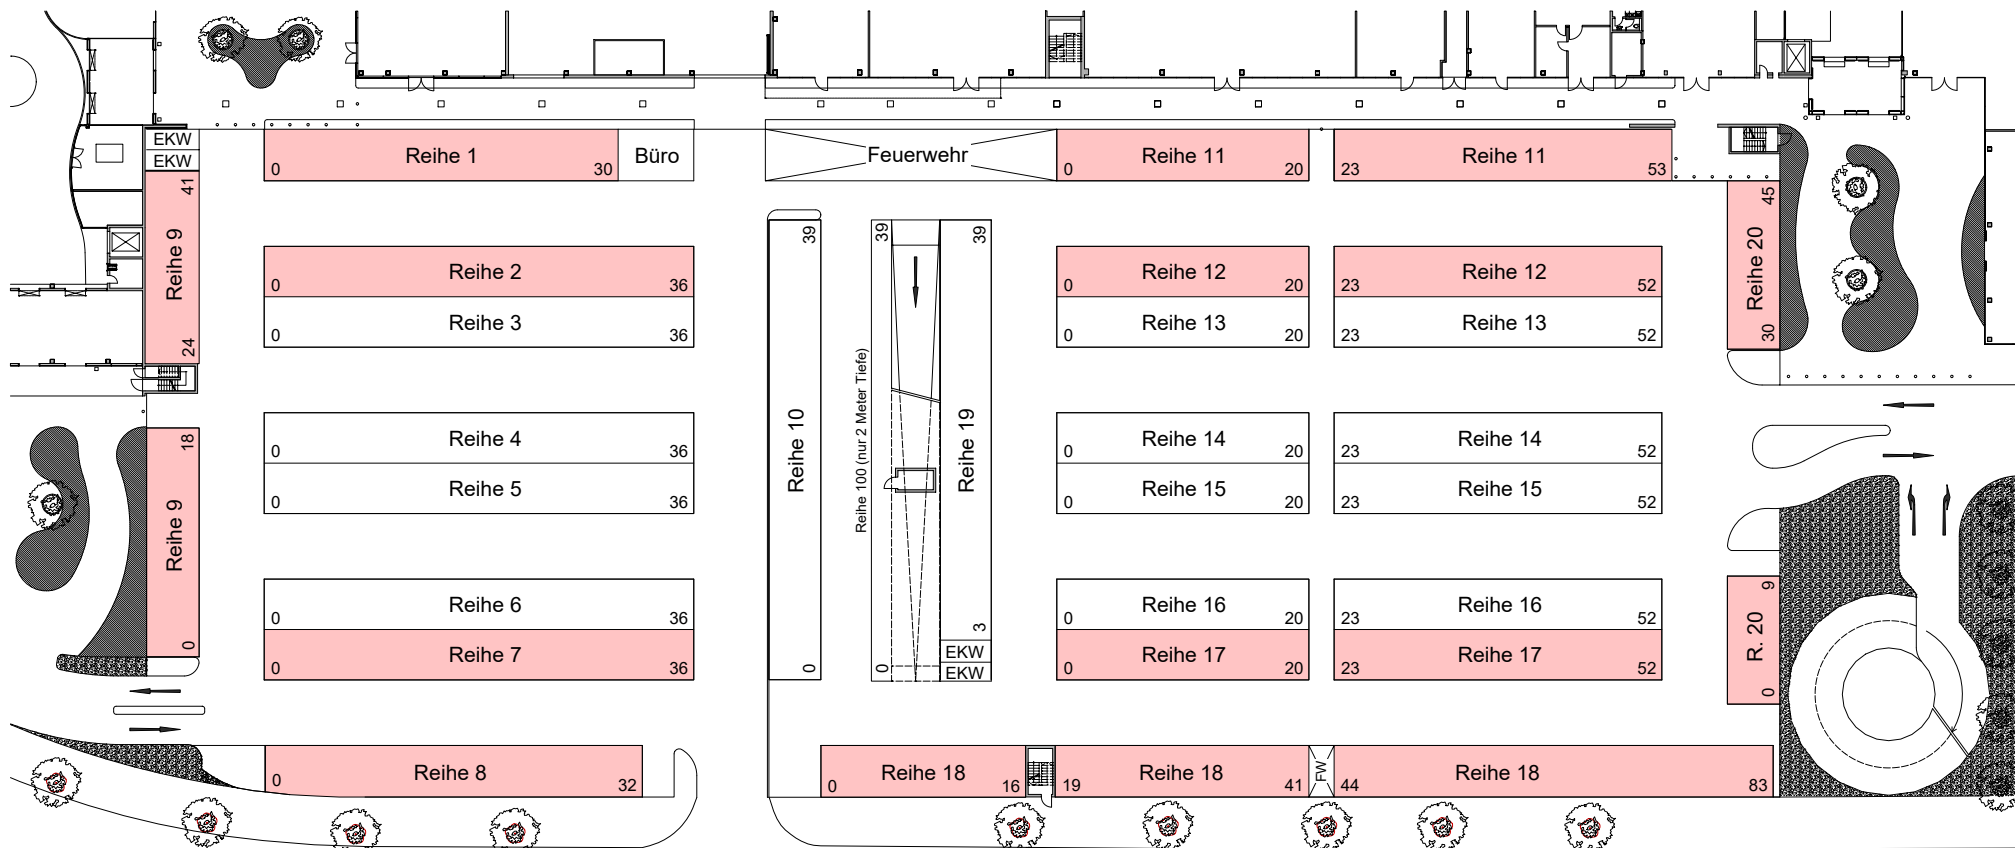 EKW
EKW
41
Reihe 9
24
18
Reihe 9
0
0 Reihe 1 30
Büro
Feuerwehr
0 Reihe 11 20
23 Reihe 11 53
0 Reihe 2 36
0 Reihe 3 36
0 Reihe 4 36
0 Reihe 5 36
0 Reihe 6 36
0 Reihe 7 36
0 Reihe 8 32
39
Reihe 10
0
39
Reihe 100 (nur 2 Meter Tiefe)
0
39
Reihe 19
3
EKW
EKW
0 Reihe 12 20
23 Reihe 12 52
0 Reihe 13 20
23 Reihe 13 52
0 Reihe 14 20
23 Reihe 14 52
0 Reihe 15 20
23 Reihe 15 52
0 Reihe 16 20
23 Reihe 16 52
0 Reihe 17 20
23 Reihe 17 52
0 Reihe 18 16
19 Reihe 18 41
FW
44 Reihe 18 83
45
Reihe 20
30
9
R. 20
0